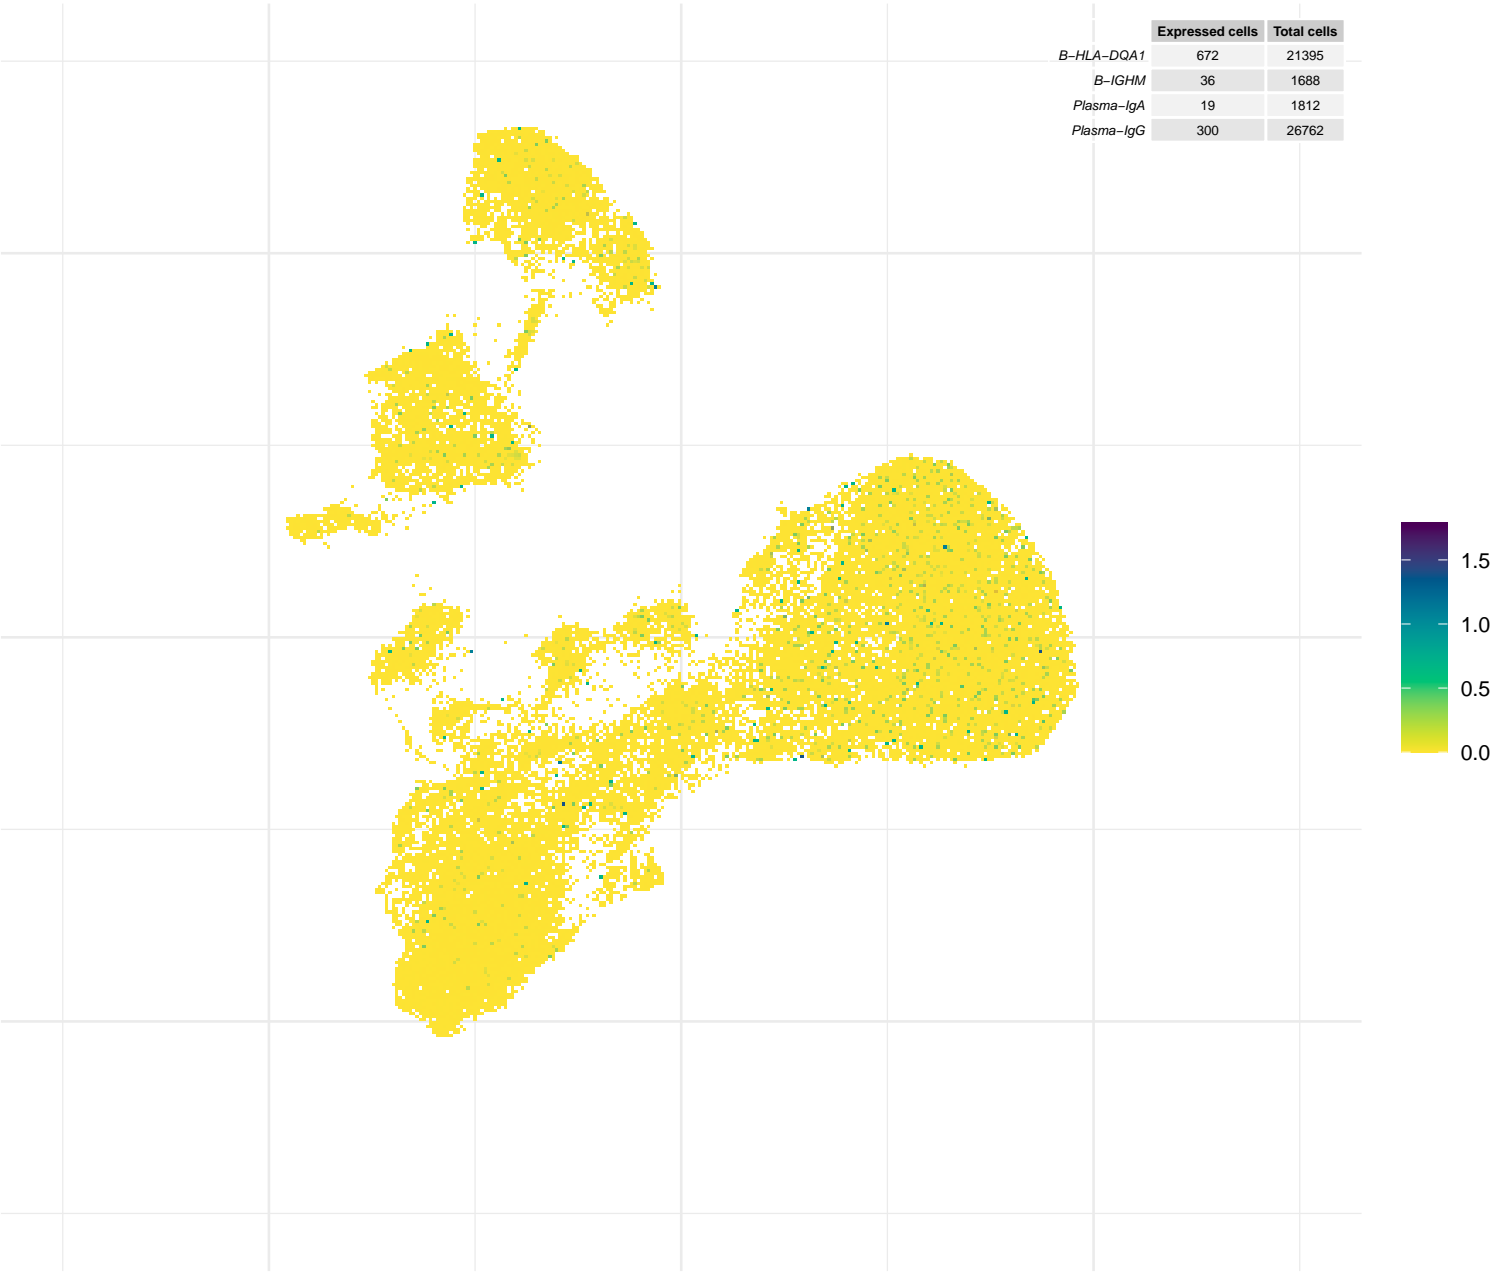 Expressed cells Total cells
B−HLA−DQA1 672 21395
B−IGHM 36 1688
Plasma−IgA 19 1812
Plasma−IgG 300 26762
1.5
1.0
0.5
0.0